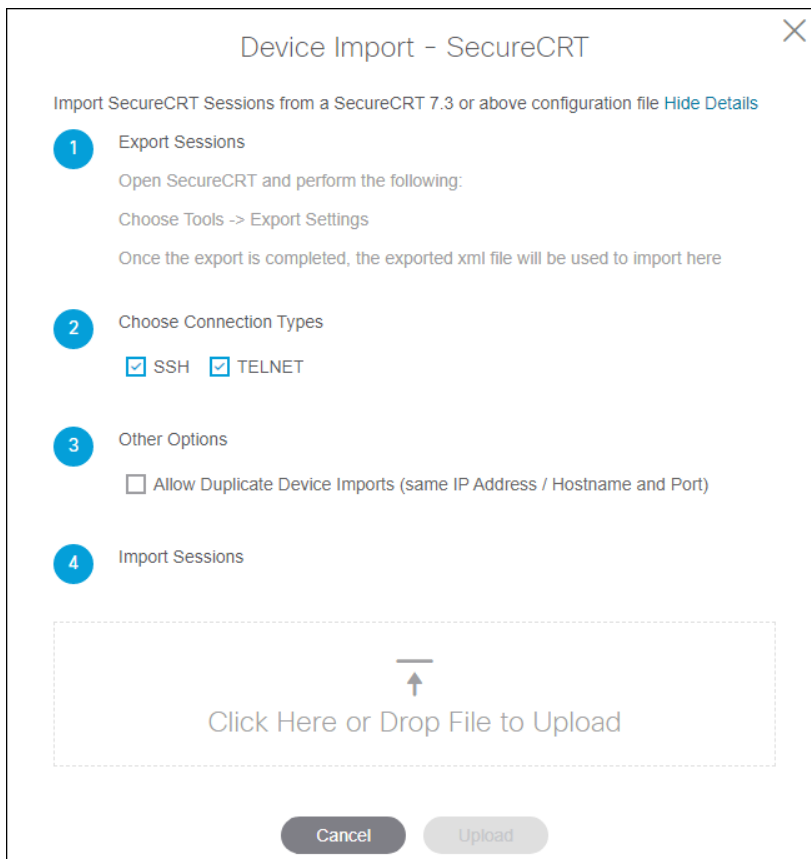 Device Import - SecureCRT
Import SecureCRT Sessions from a SecureCRT 7.3 or above configuration file Hide Details
1
Export Sessions
Open SecureCRT and perform the following:
Choose Tools -> Export Settings
Once the export is completed, the exported xml file will be used to import here
2
Choose Connection Types
SSH TELNET
3
Other Options
Allow Duplicate Device Imports (same IP Address / Hostname and Port)
4
Import Sessions
Click Here or Drop File to Upload
Cancel Upload